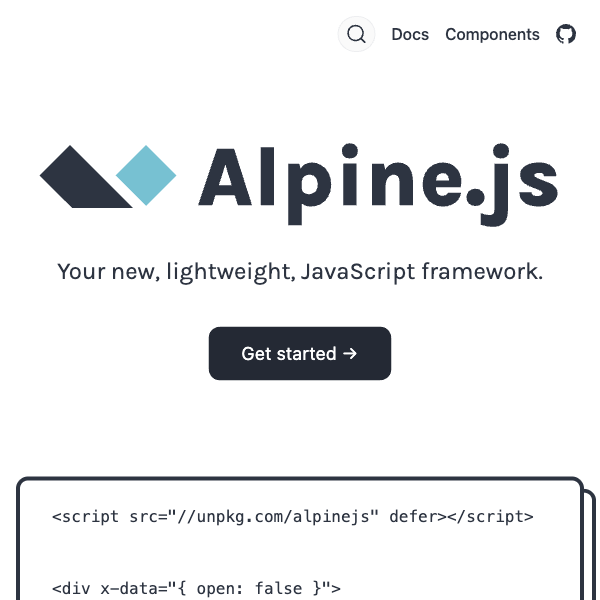 Docs Components
Alpine.js
Your new, lightweight, JavaScript framework.
Get started →
<script src="//unpkg.com/alpinejs" defer></script>
<div x-data="{ open: false }">